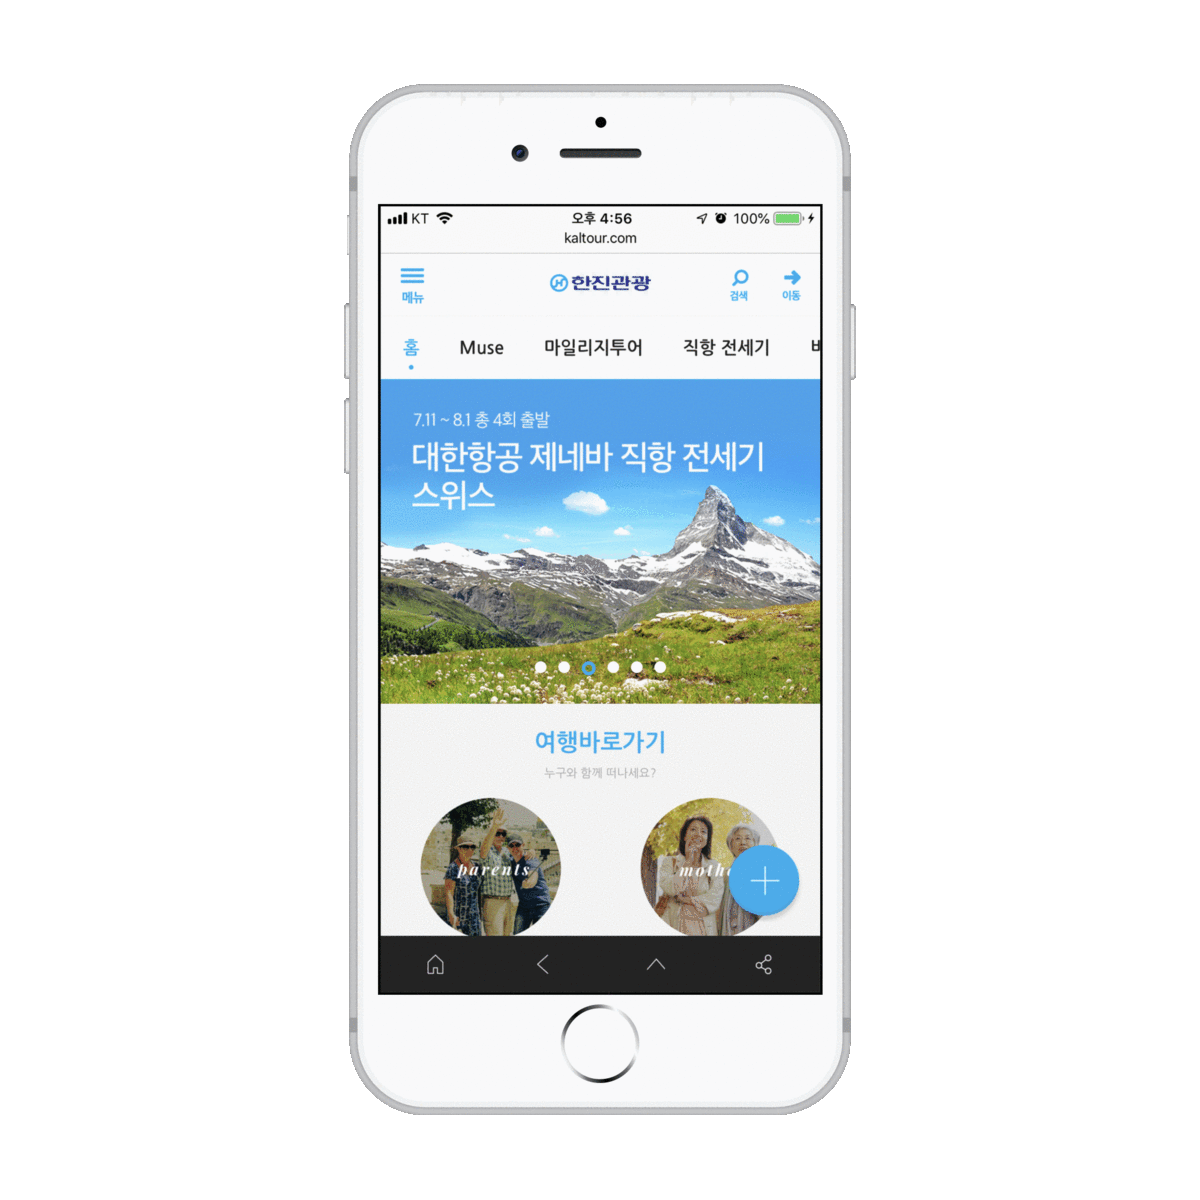 KT 오후 4:56 100%
kaltour.com
메뉴 한진관광 검색 이동
홈 Muse 마일리지투어 직항 전세기
7.11 ~ 8.1 총 4회 출발
대한항공 제네바 직항 전세기
스위스
여행바로가기
누구와 함께 떠나세요?
parents